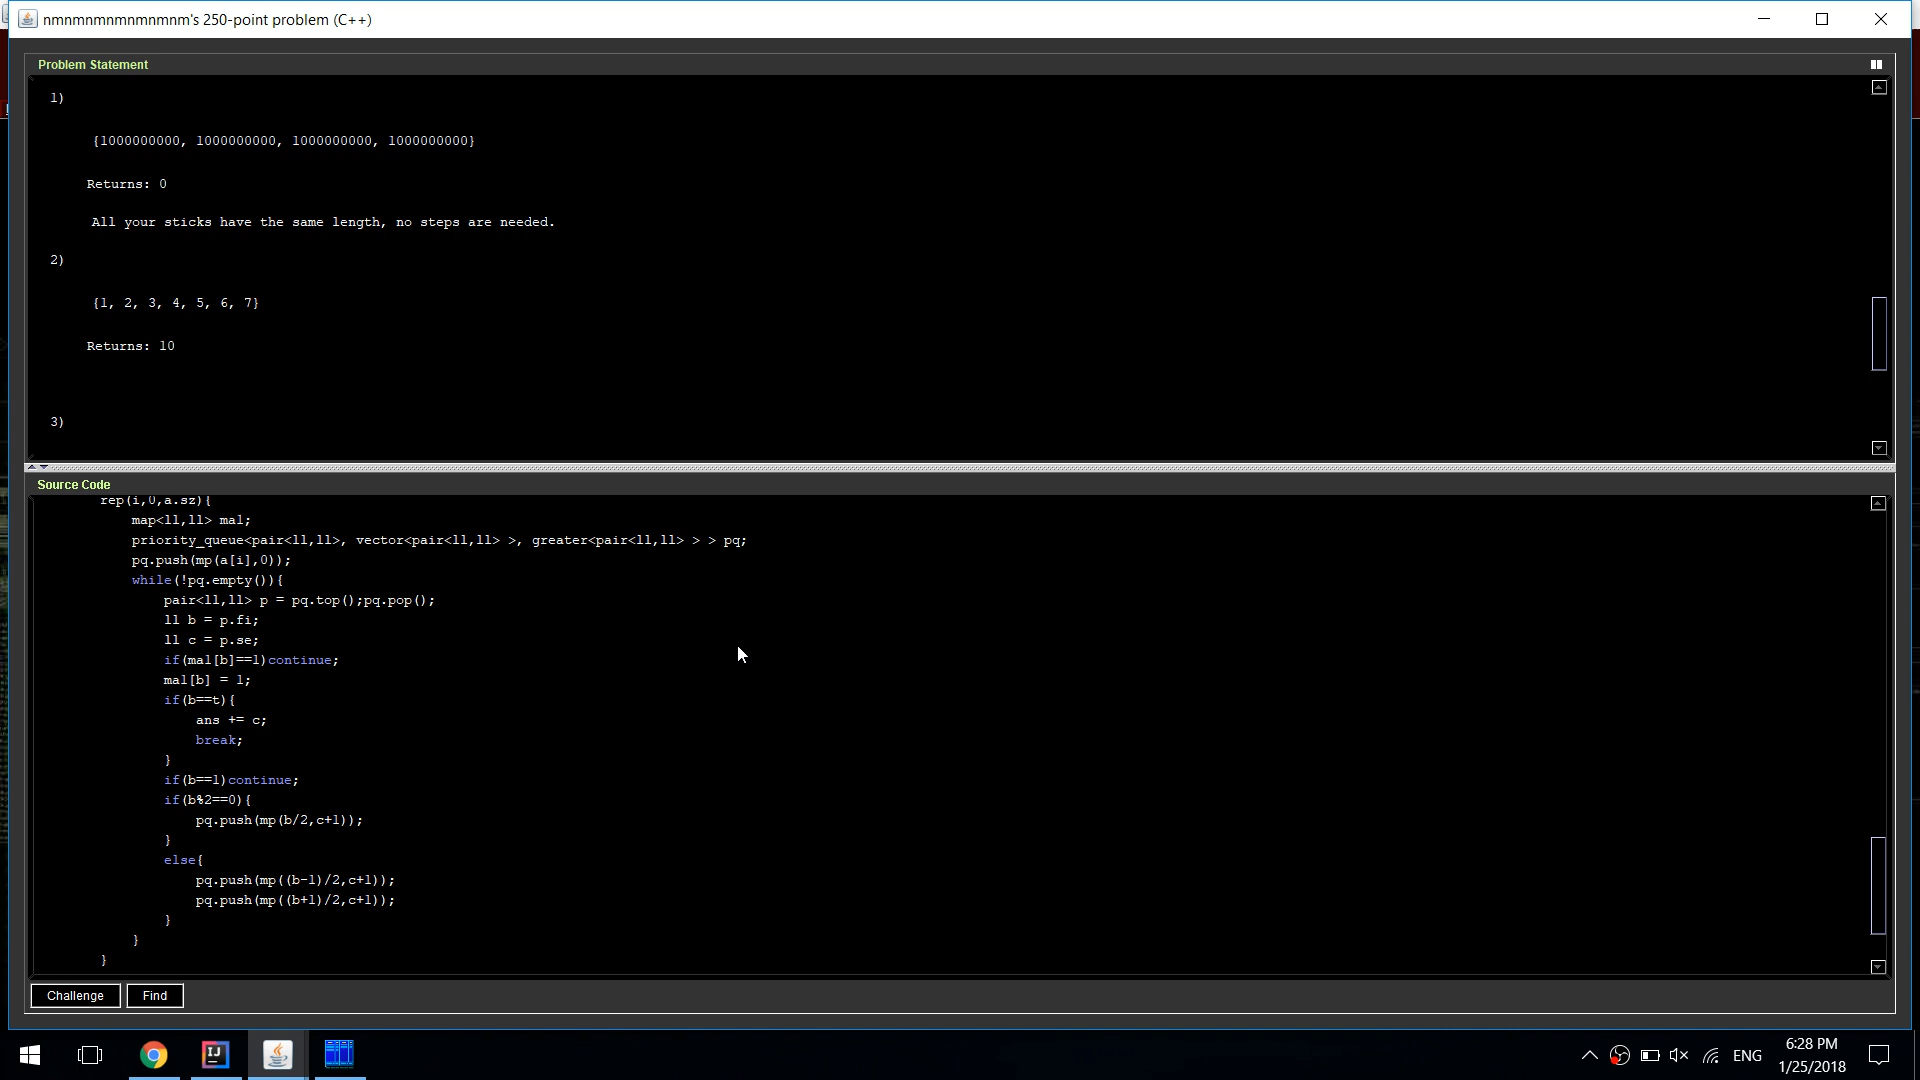 nmnmnmnmnmnmnm's 250-point problem (C++)
Problem Statement
1)
{1000000000, 1000000000, 1000000000, 1000000000}
Returns: 0
All your sticks have the same length, no steps are needed.
2)
{1, 2, 3, 4, 5, 6, 7}
Returns: 10
3)
Source Code
rep(i,0,a.sz){
map<ll,ll> ma1;
priority_queue<pair<ll,ll>, vector<pair<ll,ll> >, greater<pair<ll,ll> > > pq;
pq.push(mp(a[i],0));
while(!pq.empty()){
pair<ll,ll> p = pq.top();pq.pop();
ll b = p.fi;
ll c = p.se;
if(ma1[b]==1)continue;
ma1[b] = 1;
if(b==t){
ans += c;
break;
}
if(b==1)continue;
if(b%2==0){
pq.push(mp(b/2,c+1));
}
else{
pq.push(mp((b-1)/2,c+1));
pq.push(mp((b+1)/2,c+1));
}
}
}
Challenge
Find
IJ
ENG
6:28 PM
1/25/2018